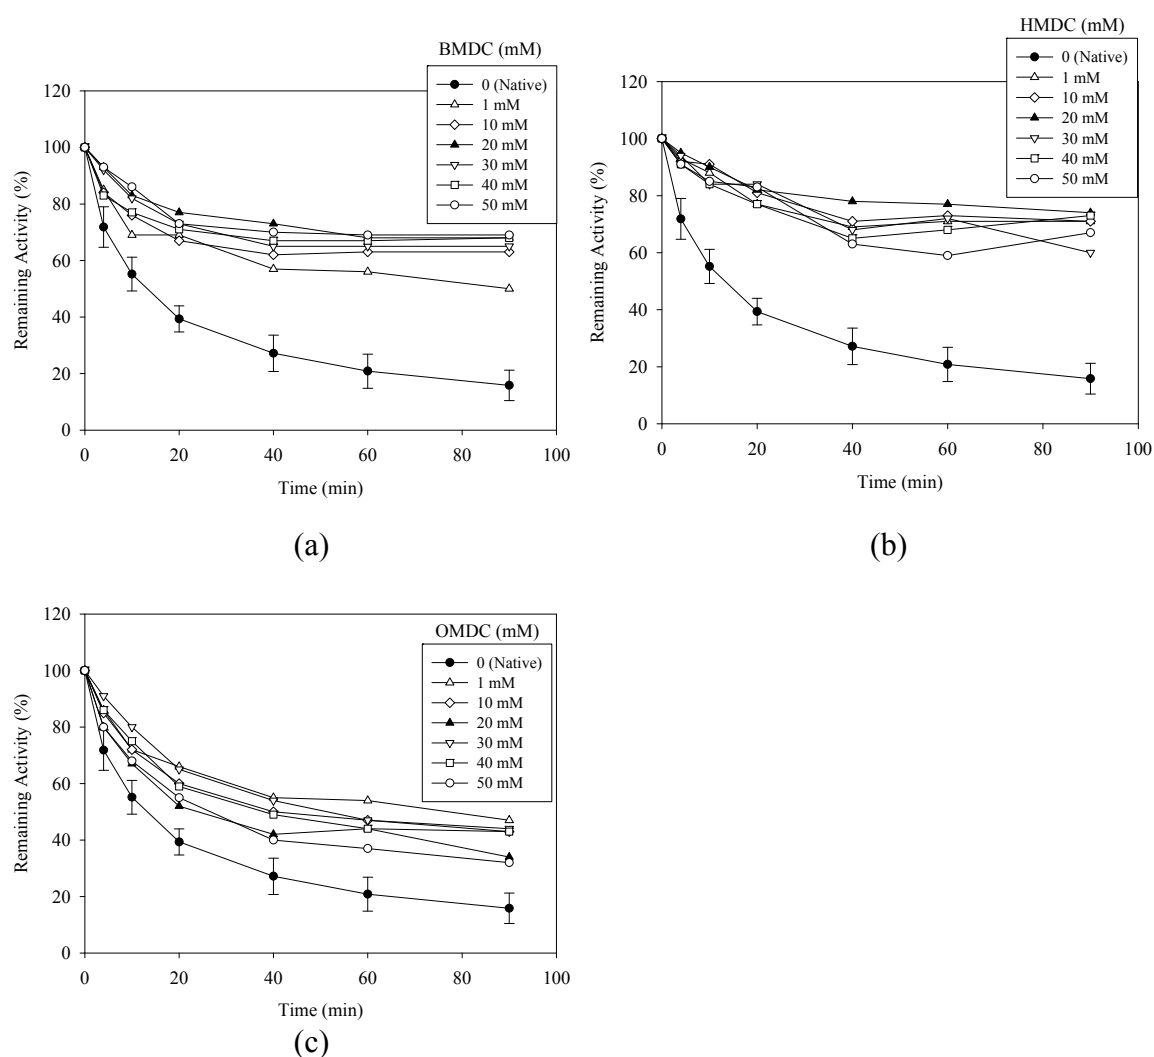 BMDC (mM)
0 (Native)
1 mM
10 mM
20 mM
30 mM
40 mM
50 mM
Remaining Activity (%)
120
100
80
60
40
20
0
0 20 40 60 80 100
Time (min)
(a)
HMDC (mM)
0 (Native)
1 mM
10 mM
20 mM
30 mM
40 mM
50 mM
Remaining Activity (%)
120
100
80
60
40
20
0
0 20 40 60 80 100
Time (min)
(b)
OMDC (mM)
0 (Native)
1 mM
10 mM
20 mM
30 mM
40 mM
50 mM
Remaining Activity (%)
120
100
80
60
40
20
0
0 20 40 60 80 100
Time (min)
(c)